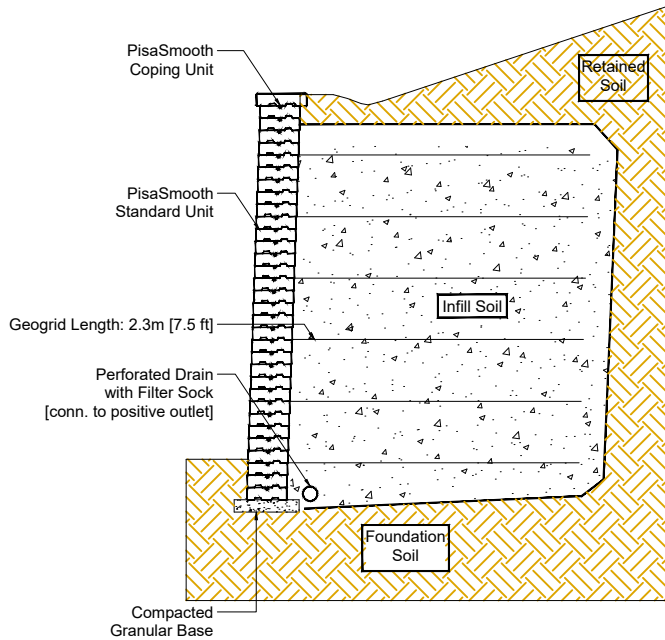 PisaSmooth
Coping Unit
Retained
Soil
PisaSmooth
Standard Unit
Infill Soil
Geogrid Length: 2.3m [7.5 ft]
Perforated Drain
with Filter Sock
[conn. to positive outlet]
Foundation
Soil
Compacted
Granular Base